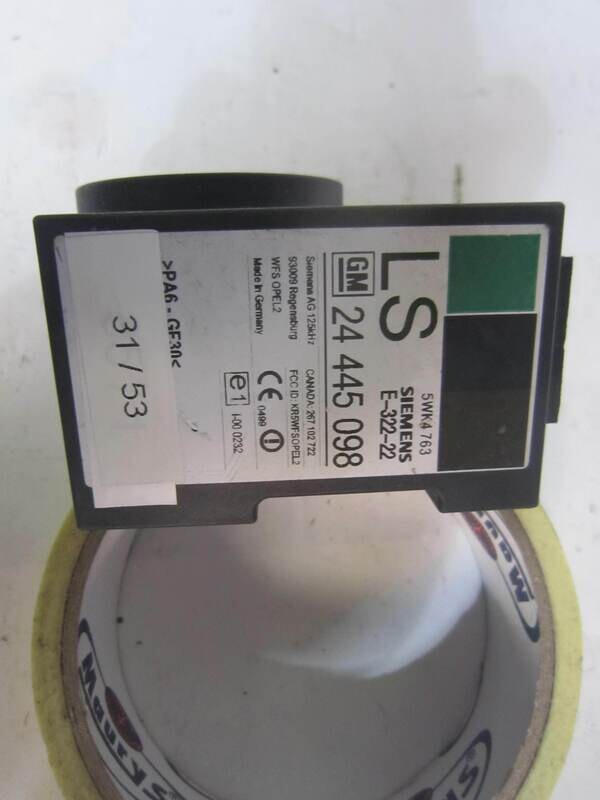 LS
5WK4 763
SIEMENS
E-322-22
GM 24 445 098
Siemens AG 125kHz
93009 Regensburg
WFS OPEL2
Made in Germany
CANADA: 267 102 722
FCC ID: KR5WFSOPEL2
CE 0499
e1 I-00 0232
>PA6 - GF30<
31 / 53